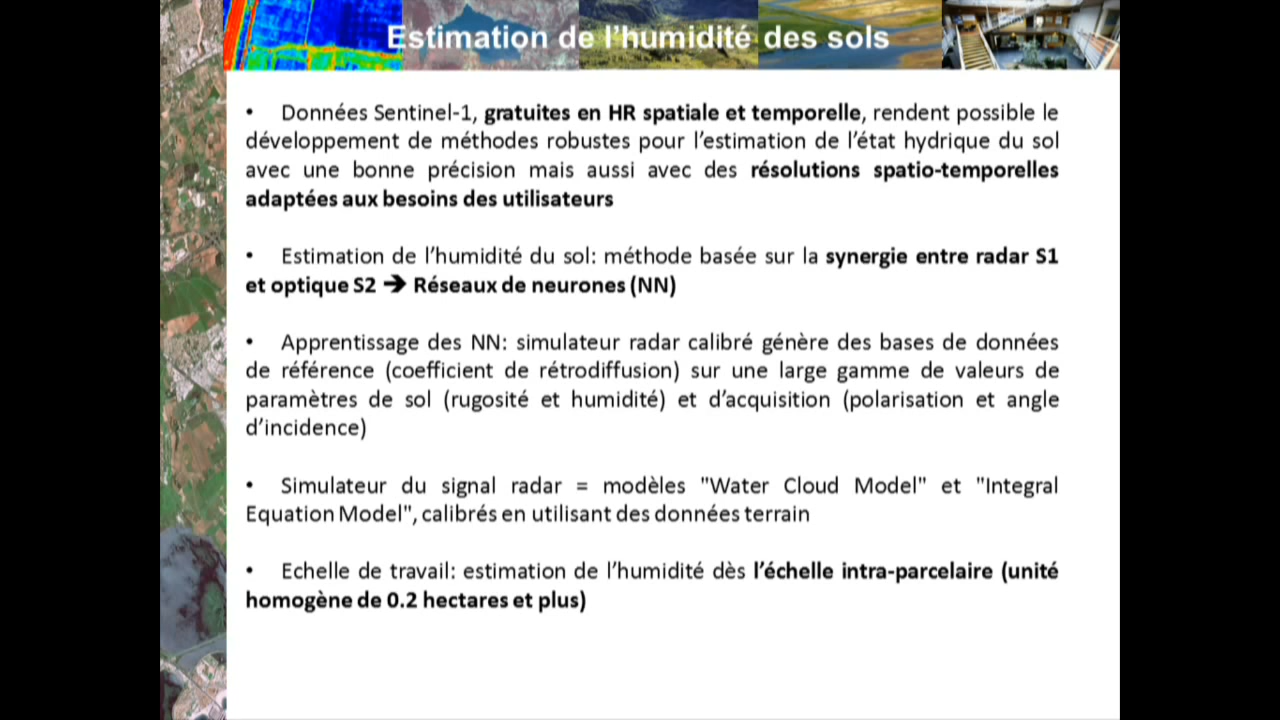 Estimation de l'humidité des sols
• Données Sentinel-1, gratuites en HR spatiale et temporelle, rendent possible le
développement de méthodes robustes pour l'estimation de l'état hydrique du sol
avec une bonne précision mais aussi avec des résolutions spatio-temporelles
adaptées aux besoins des utilisateurs
• Estimation de l'humidité du sol: méthode basée sur la synergie entre radar S1
et optique S2 ➔ Réseaux de neurones (NN)
• Apprentissage des NN: simulateur radar calibré génère des bases de données
de référence (coefficient de rétrodiffusion) sur une large gamme de valeurs de
paramètres de sol (rugosité et humidité) et d'acquisition (polarisation et angle
d'incidence)
• Simulateur du signal radar = modèles "Water Cloud Model" et "Integral
Equation Model", calibrés en utilisant des données terrain
• Echelle de travail: estimation de l'humidité dès l'échelle intra-parcelaire (unité
homogène de 0.2 hectares et plus)